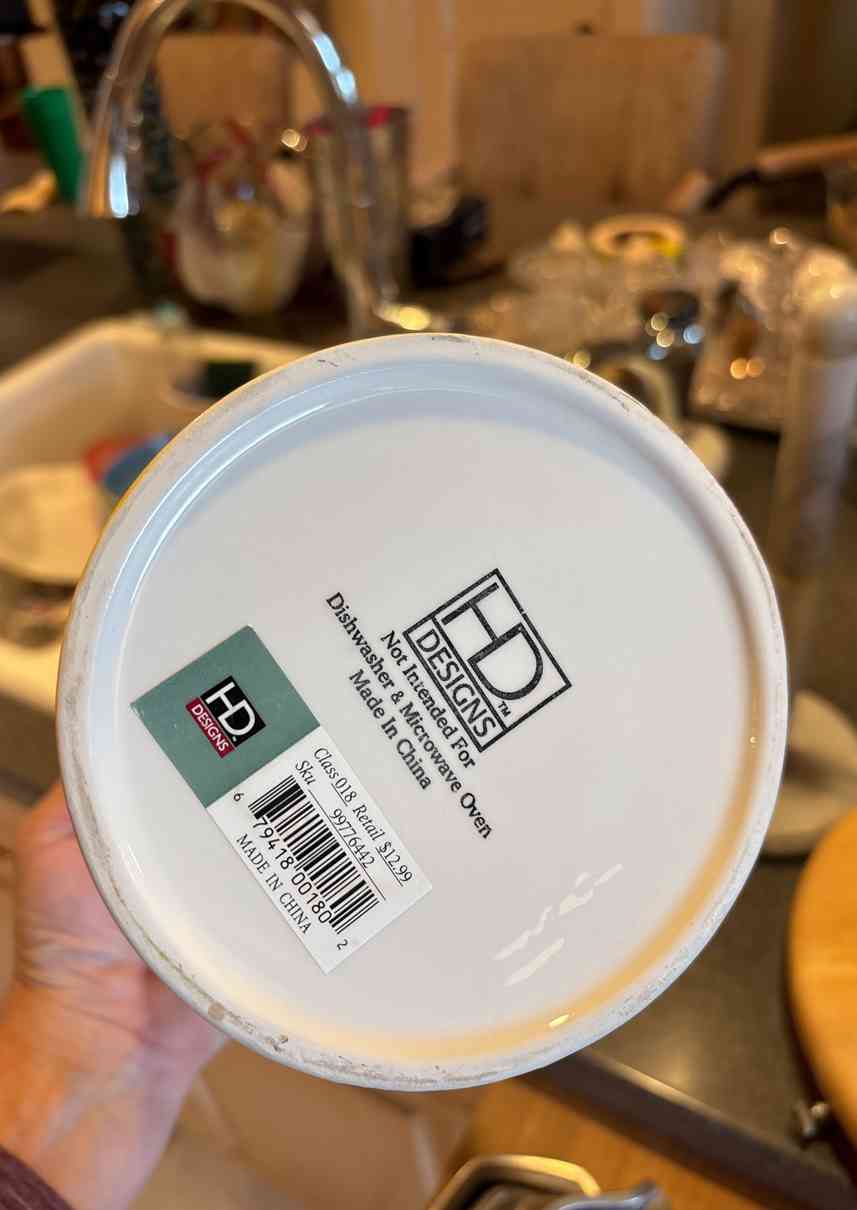 HD
DESIGNS™
Not Intended For
Dishwasher & Microwave Oven
Made In China
HD.
DESIGNS
Class 018 Retail $12.99
Sku 99776442
6 79418 00180 2
MADE IN CHINA